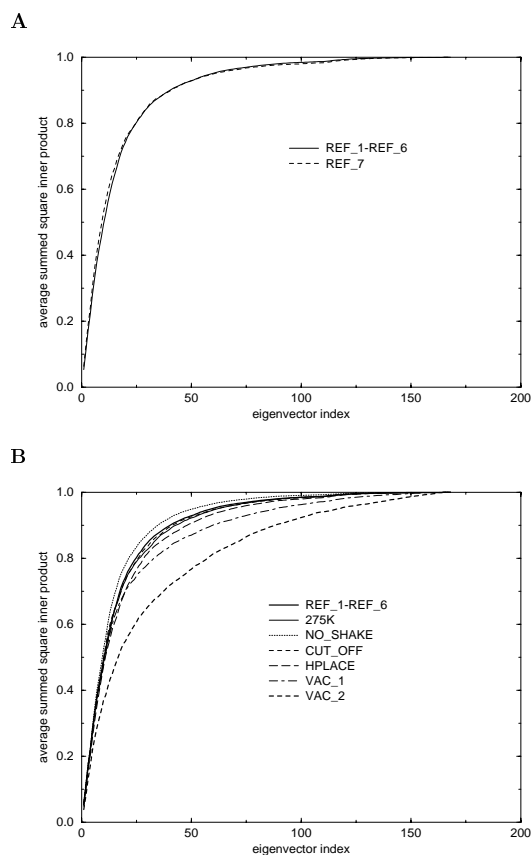 A
1.0
0.8
0.6
0.4
0.2
0.0
average summed square inner product
REF_1-REF_6
REF_7
0 50 100 150 200
eigenvector index
B
1.0
0.8
0.6
0.4
0.2
0.0
average summed square inner product
REF_1-REF_6
275K
NO_SHAKE
CUT_OFF
HPLACE
VAC_1
VAC_2
0 50 100 150 200
eigenvector index